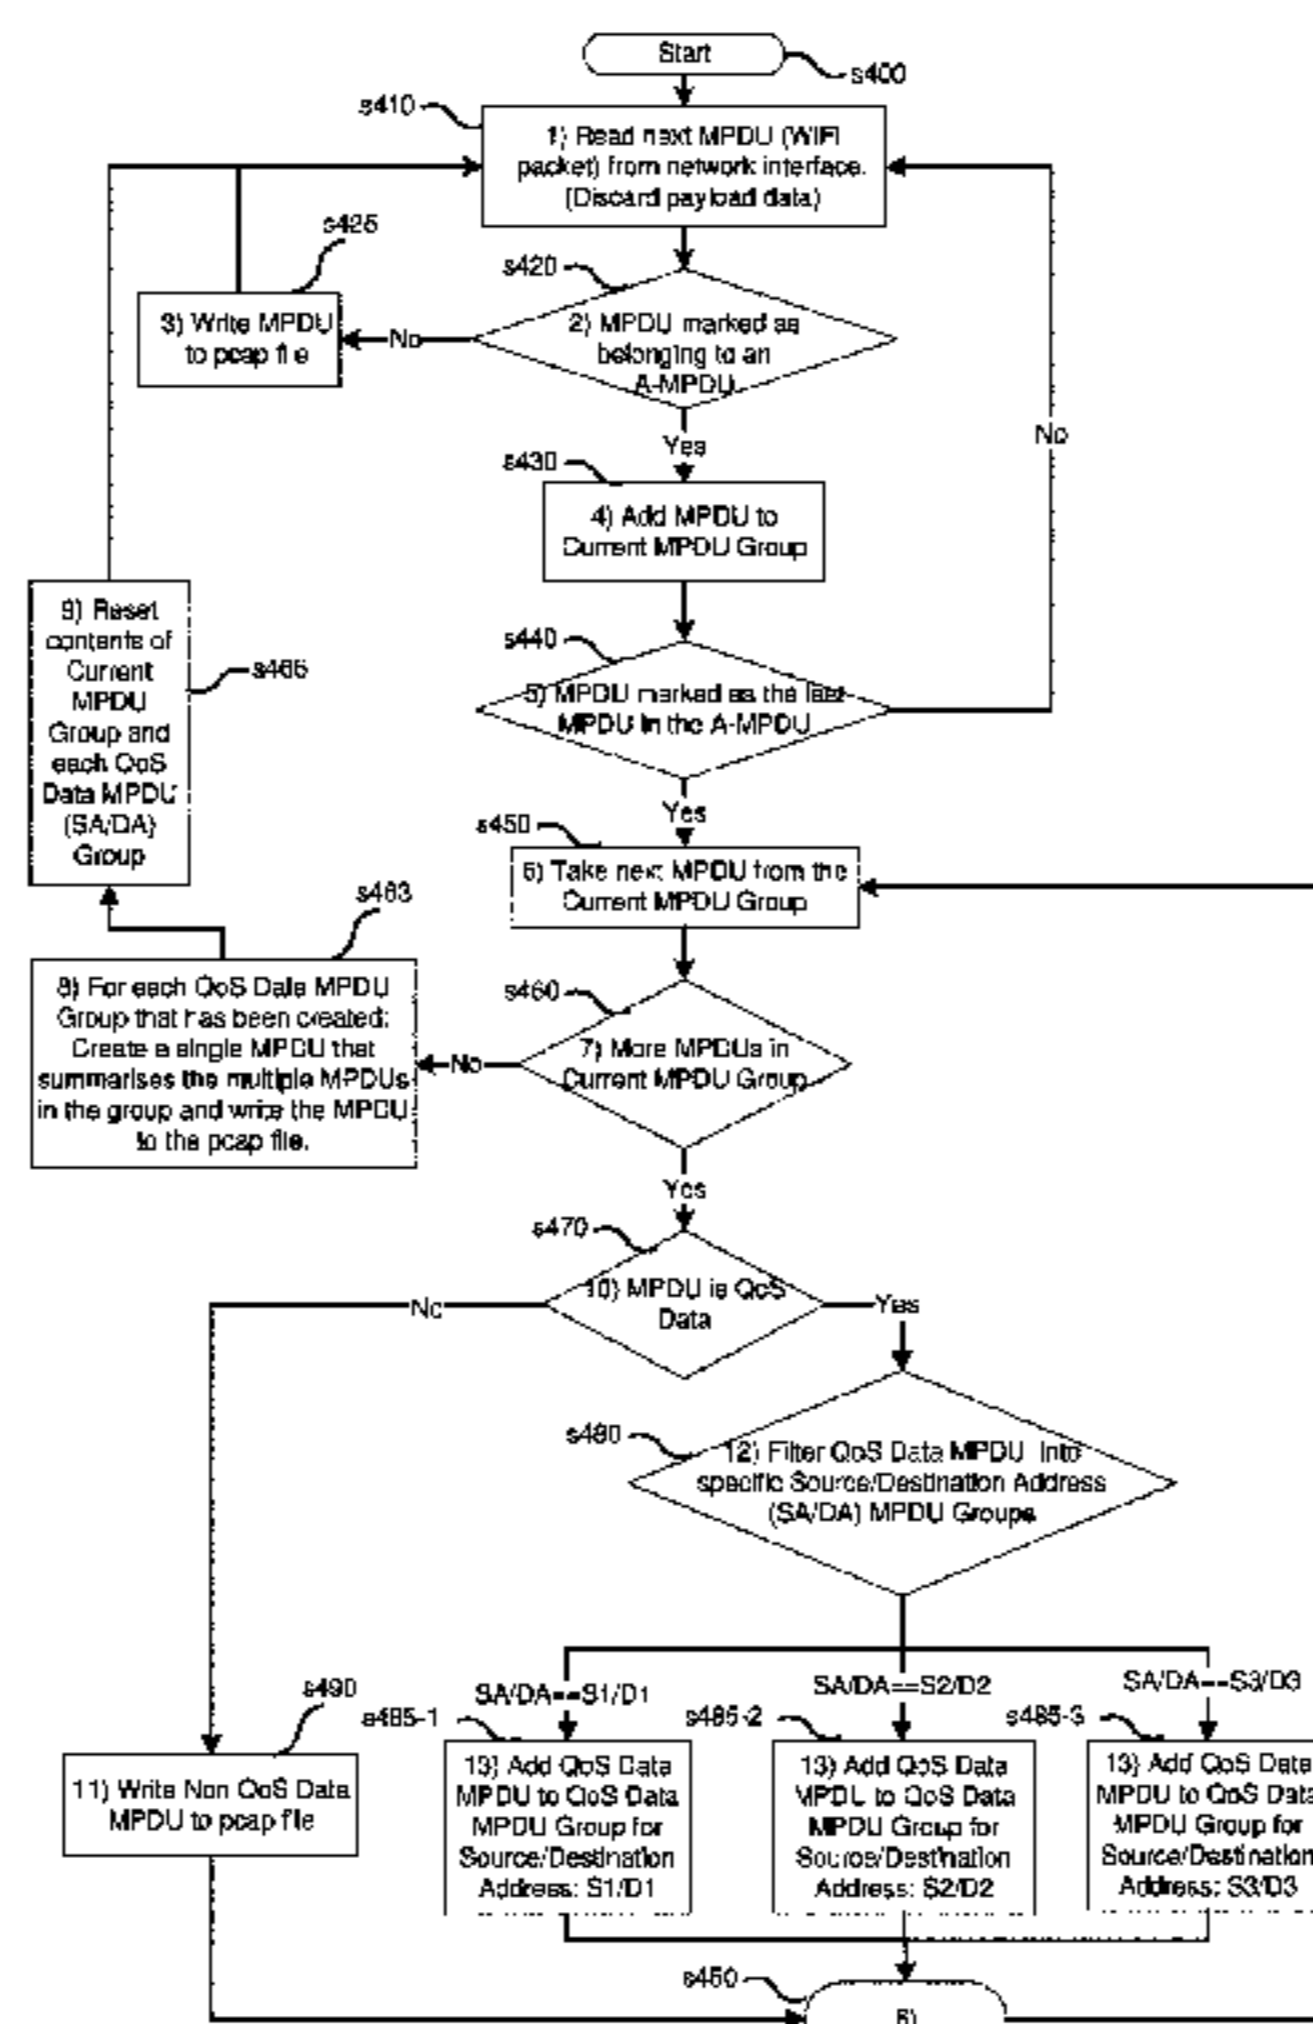 Start
s400
s410
1) Read next MPDU (WIFI
packet) from network interface.
(Discard payload data)
s425
s420
3) Write MPDU
to pcap file
No
2) MPDU marked as
belonging to an
A-MPDU
No
Yes
s430
4) Add MPDU to
Current MPDU Group
9) Reset
contents of
Current
MPDU
Group and
each QoS
Data MPDU
(SA/DA)
Group
s465
s440
5) MPDU marked as the last
MPDU in the A-MPDU
Yes
s450
6) Take next MPDU from the
Current MPDU Group
s463
8) For each QoS Data MPDU
Group that has been created:
Create a single MPDU that
summarises the multiple MPDUs
in the group and write the MPDU
to the pcap file.
s460
No
7) More MPDUs in
Current MPDU Group
Yes
s470
10) MPDU is QoS
Data
No
Yes
s480
12) Filter QoS Data MPDU into
specific Source/Destination Address
(SA/DA) MPDU Groups
SA/DA==S1/D1
SA/DA==S2/D2
SA/DA==S3/D3
s490
s485-1
s485-2
s485-3
11) Write Non QoS Data
MPDU to pcap file
13) Add QoS Data
MPDU to QoS Data
MPDU Group for
Source/Destination
Address: S1/D1
13) Add QoS Data
MPDU to QoS Data
MPDU Group for
Source/Destination
Address: S2/D2
13) Add QoS Data
MPDU to QoS Data
MPDU Group for
Source/Destination
Address: S3/D3
s450
6)